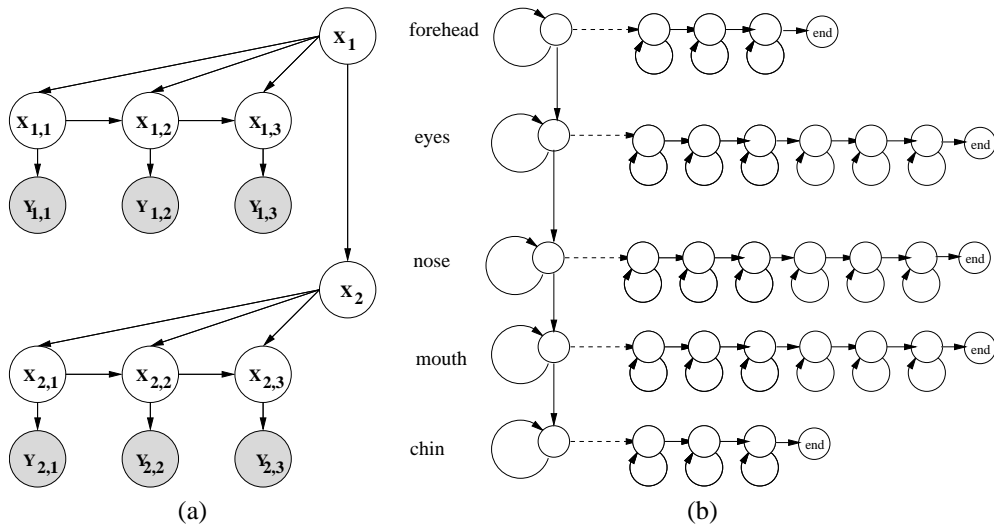 X1
X1,1 X1,2 X1,3
Y1,1 Y1,2 Y1,3
X2
X2,1 X2,2 X2,3
Y2,1 Y2,2 Y2,3
(a)
forehead end
eyes end
nose end
mouth end
chin end
(b)